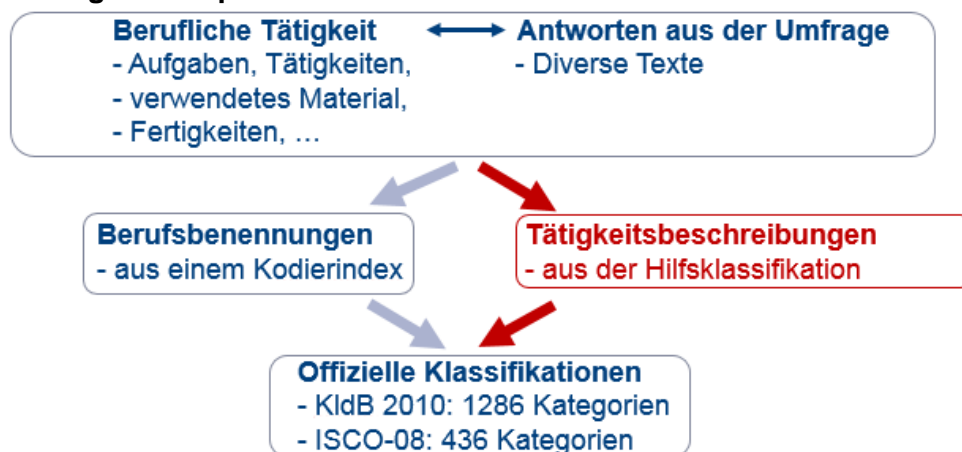 Berufliche Tätigkeit
- Aufgaben, Tätigkeiten,
- verwendetes Material,
- Fertigkeiten, …
Antworten aus der Umfrage
- Diverse Texte
Berufsbenennungen
- aus einem Kodierindex
Tätigkeitsbeschreibungen
- aus der Hilfsklassifikation
Offizielle Klassifikationen
- KldB 2010: 1286 Kategorien
- ISCO-08: 436 Kategorien